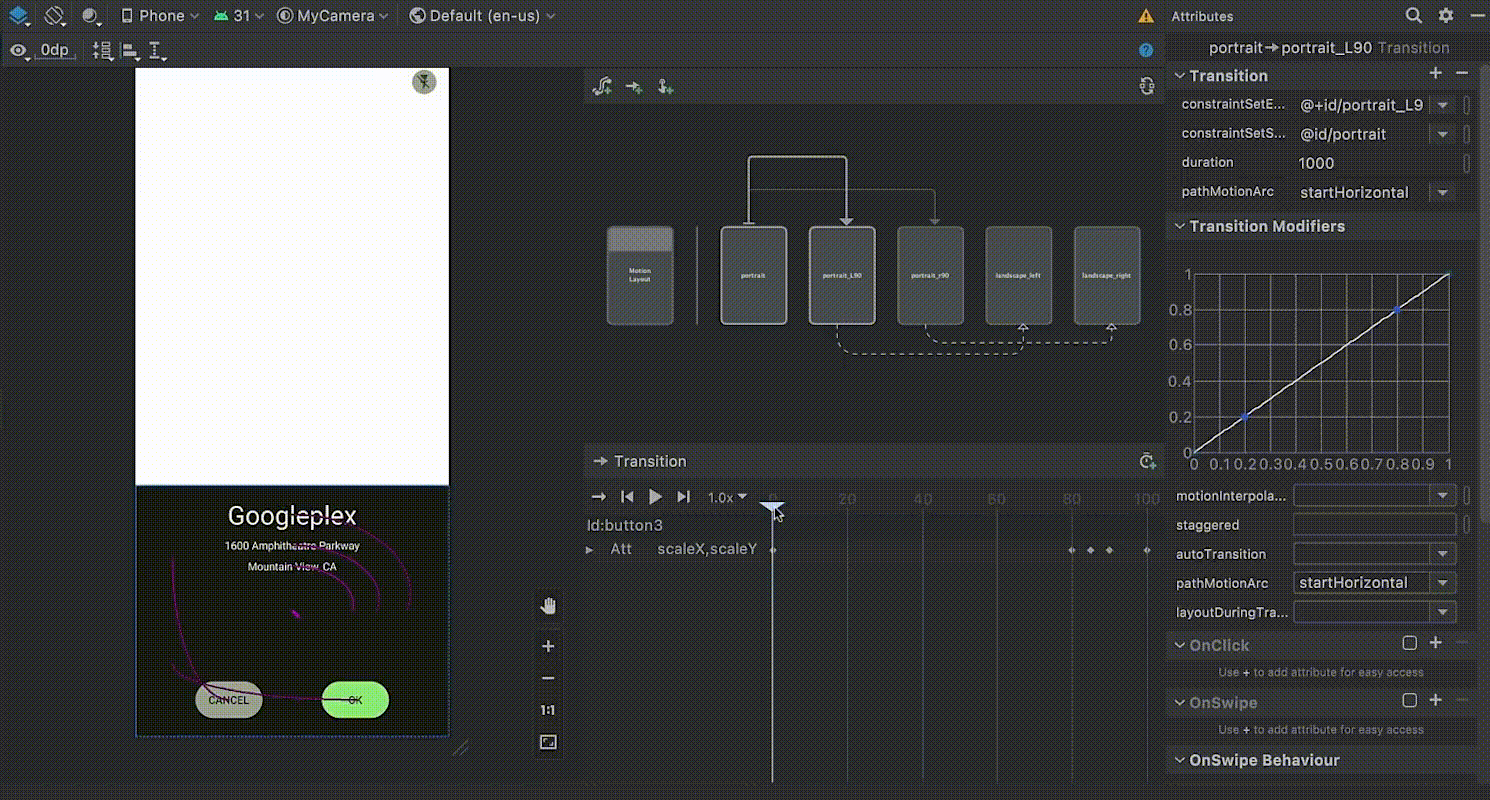 Phone 31 MyCamera Default (en-us)
Attributes
0dp
portrait→portrait_L90 Transition
Transition
constraintSetE... @+id/portrait_L9
constraintSetS... @id/portrait
duration 1000
pathMotionArc startHorizontal
Transition Modifiers
1
0.8
0.6
0.4
0.2
0
0 0.1 0.2 0.3 0.4 0.5 0.6 0.7 0.8 0.9 1
motionInterpola...
staggered
autoTransition
pathMotionArc startHorizontal
layoutDuringTra...
OnClick
Use + to add attribute for easy access
OnSwipe
Use + to add attribute for easy access
OnSwipe Behaviour
Motion
Layout
portrait
portrait_L90
portrait_r90
landscape_left
landscape_right
Transition
1.0x 0 20 40 60 80 100
Id:button3
Att scaleX,scaleY
Googleplex
1600 Amphitheatre Parkway
Mountain View, CA
CANCEL OK
1:1